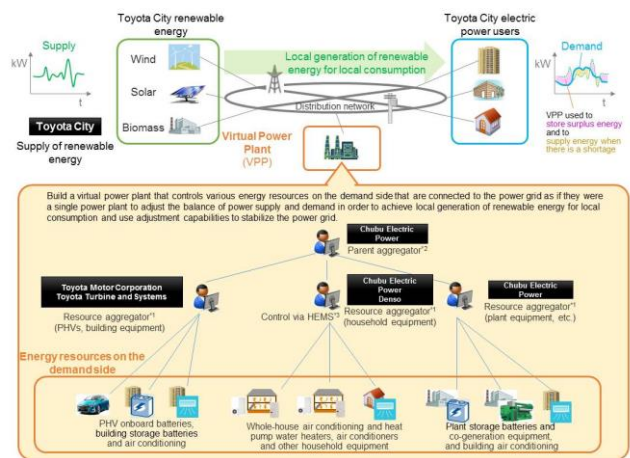 Toyota City renewable
energy
Toyota City electric
power users
Supply
kW
t
Toyota City
Supply of renewable
energy
Wind
Solar
Biomass
Local generation of renewable
energy for local consumption
Distribution network
Virtual Power
Plant
(VPP)
Demand
kW
t
VPP used to
store surplus energy
and to
supply energy when
there is a shortage
Build a virtual power plant that controls various energy resources on the demand side that are connected to the power grid as if they were
a single power plant to adjust the balance of power supply and demand in order to achieve local generation of renewable energy for local
consumption and use adjustment capabilities to stabilize the power grid.
Chubu Electric
Power
Parent aggregator*2
Toyota Motor Corporation
Toyota Turbine and Systems
Resource aggregator*1
(PHVs, building equipment)
Chubu Electric
Power
Denso
Control via HEMS*3
Resource aggregator*1
(household equipment)
Chubu Electric
Power
Resource aggregator*1
(plant equipment, etc.)
Energy resources on the
demand side
PHV onboard batteries,
building storage batteries
and air conditioning
Whole-house air conditioning and heat
pump water heaters, air conditioners
and other household equipment
Plant storage batteries and
co-generation equipment,
and building air conditioning